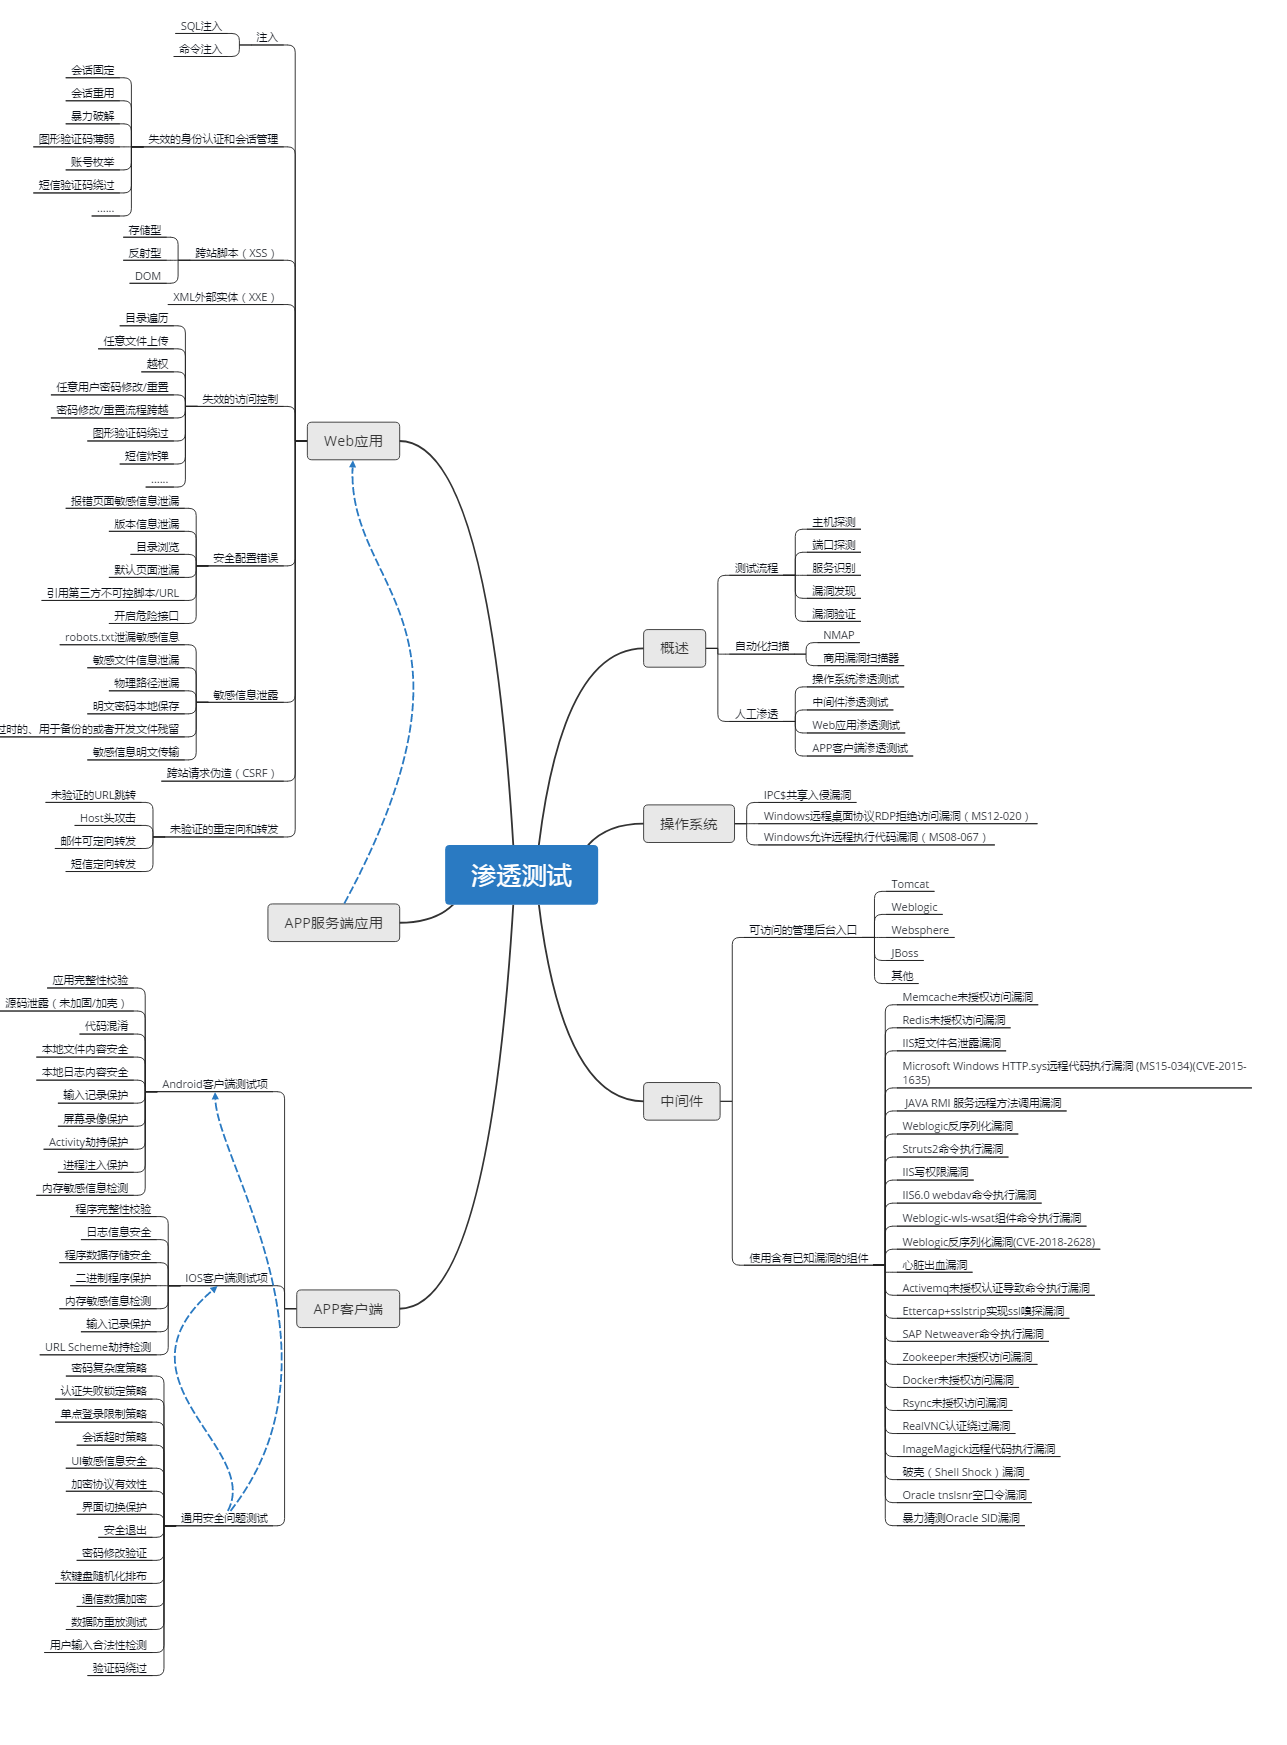 渗透测试
概述
测试流程
主机探测
端口探测
服务识别
漏洞发现
漏洞验证
自动化扫描
NMAP
商用漏洞扫描器
人工渗透
操作系统渗透测试
中间件渗透测试
Web应用渗透测试
APP客户端渗透测试
操作系统
IPC$共享入侵漏洞
Windows远程桌面协议RDP拒绝访问漏洞（MS12-020）
Windows允许远程执行代码漏洞（MS08-067）
中间件
可访问的管理后台入口
Tomcat
Weblogic
Websphere
JBoss
其他
使用含有已知漏洞的组件
Memcache未授权访问漏洞
Redis未授权访问漏洞
IIS短文件名泄露漏洞
Microsoft Windows HTTP.sys远程代码执行漏洞 (MS15-034)(CVE-2015-
1635)
JAVA RMI 服务远程方法调用漏洞
Weblogic反序列化漏洞
Struts2命令执行漏洞
IIS写权限漏洞
IIS6.0 webdav命令执行漏洞
Weblogic-wls-wsat组件命令执行漏洞
Weblogic反序列化漏洞(CVE-2018-2628)
心脏出血漏洞
Activemq未授权认证导致命令执行漏洞
Ettercap+sslstrip实现ssl嗅探漏洞
SAP Netweaver命令执行漏洞
Zookeeper未授权访问漏洞
Docker未授权访问漏洞
Rsync未授权访问漏洞
RealVNC认证绕过漏洞
ImageMagick远程代码执行漏洞
破壳（Shell Shock）漏洞
Oracle tnslsnr空口令漏洞
暴力猜测Oracle SID漏洞
Web应用
注入
SQL注入
命令注入
失效的身份认证和会话管理
会话固定
会话重用
暴力破解
图形验证码薄弱
账号枚举
短信验证码绕过
......
跨站脚本（XSS）
存储型
反射型
DOM
XML外部实体（XXE）
失效的访问控制
目录遍历
任意文件上传
越权
任意用户密码修改/重置
密码修改/重置流程跨越
图形验证码绕过
短信炸弹
......
安全配置错误
报错页面敏感信息泄漏
版本信息泄漏
目录浏览
默认页面泄漏
引用第三方不可控脚本/URL
开启危险接口
敏感信息泄露
robots.txt泄漏敏感信息
敏感文件信息泄漏
物理路径泄漏
明文密码本地保存
过时的、用于备份的或者开发文件残留
敏感信息明文传输
跨站请求伪造（CSRF）
未验证的重定向和转发
未验证的URL跳转
Host头攻击
邮件可定向转发
短信定向转发
APP服务端应用
APP客户端
Android客户端测试项
应用完整性校验
源码泄露（未加固/加壳）
代码混淆
本地文件内容安全
本地日志内容安全
输入记录保护
屏幕录像保护
Activity劫持保护
进程注入保护
内存敏感信息检测
IOS客户端测试项
程序完整性校验
日志信息安全
程序数据存储安全
二进制程序保护
内存敏感信息检测
输入记录保护
URL Scheme劫持检测
通用安全问题测试
密码复杂度策略
认证失败锁定策略
单点登录限制策略
会话超时策略
UI敏感信息安全
加密协议有效性
界面切换保护
安全退出
密码修改验证
软键盘随机化排布
通信数据加密
数据防重放测试
用户输入合法性检测
验证码绕过